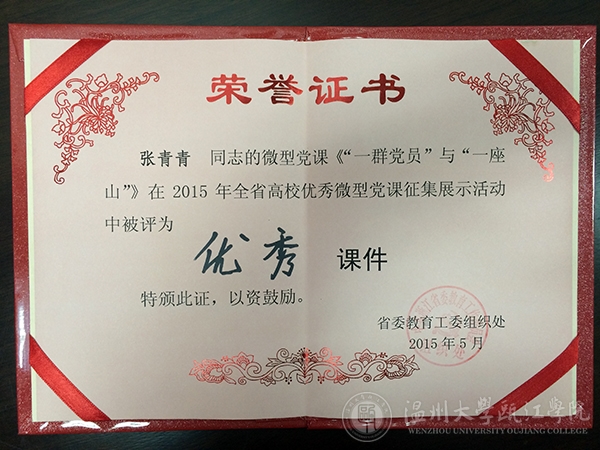 荣誉证书
张青青 同志的微型党课《“一群党员”与“一座
山”》在 2015 年全省高校优秀微型党课征集展示活动
中被评为
优秀 课件
特颁此证，以资鼓励。
省委教育工委组织处
2015 年 5 月
温州大学瓯江学院
WENZHOU UNIVERSITY OUJIANG COLLEGE